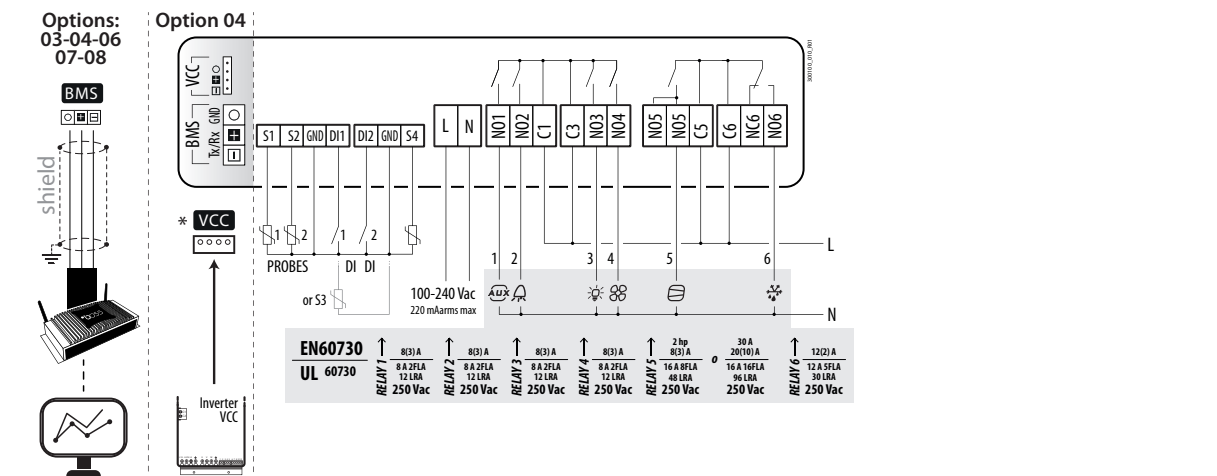 Options:
03-04-06
07-08
Option 04
BMS
shield
* VCC
Inverter
VCC
VCC
BMS
GND
Tx/Rx
S1 S2 GND DI1
DI2 GND S4
L N
NO1 NO2 C1
C3 NO3 NO4
NO5 NO5 C5
C6 NC6 NO6
1 2 1 2
PROBES DI DI
or S3
100-240 Vac
220 mAarms max
1 2 3 4 5 6
AUX
L
N
EN60730
UL 60730
RELAY 1
8(3) A
8 A 2FLA
12 LRA
250 Vac
RELAY 2
8(3) A
8 A 2FLA
12 LRA
250 Vac
RELAY 3
8(3) A
8 A 2FLA
12 LRA
250 Vac
RELAY 4
8(3) A
8 A 2FLA
12 LRA
250 Vac
RELAY 5
2 hp
8(3) A
16 A 8FLA
48 LRA
250 Vac
o
30 A
20(10) A
16 A 16FLA
96 LRA
250 Vac
RELAY 6
12(2) A
12 A 5FLA
30 LRA
250 Vac